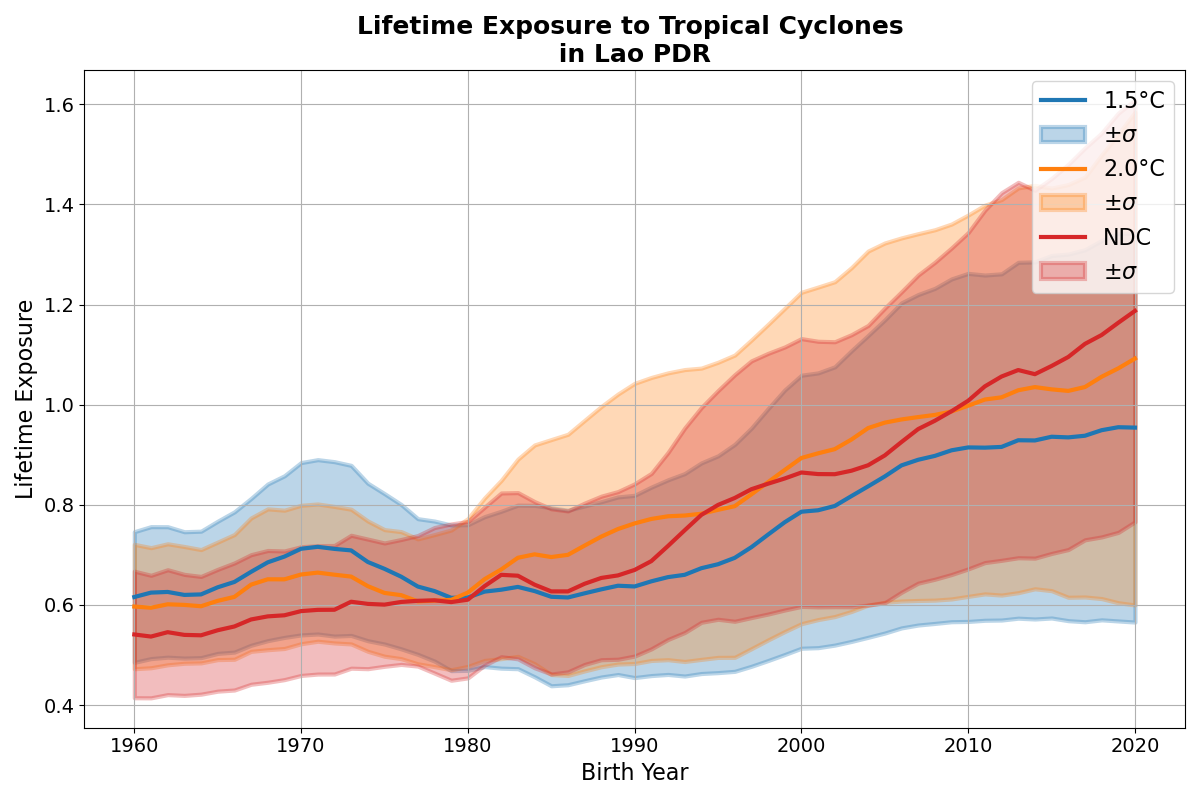 Lifetime Exposure to Tropical Cyclones
in Lao PDR
1.5°C
±σ
2.0°C
±σ
NDC
±σ
Lifetime Exposure
1.6
1.4
1.2
1.0
0.8
0.6
0.4
1960 1970 1980 1990 2000 2010 2020
Birth Year